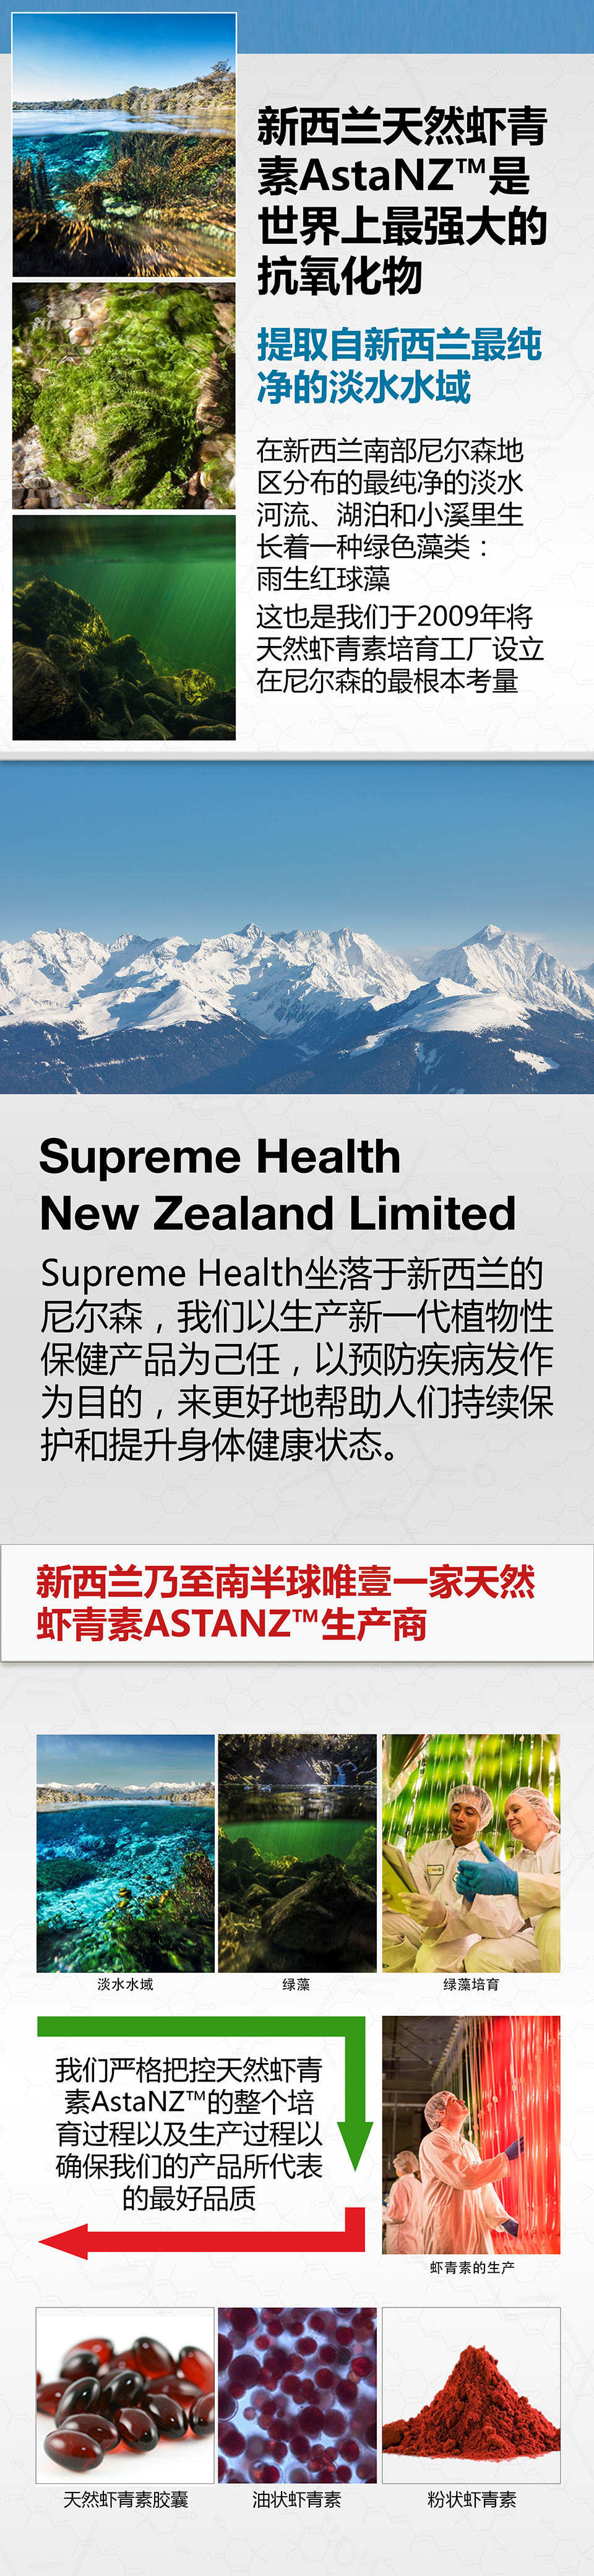 新西兰天然虾青
素AstaNZ™是
世界上最强大的
抗氧化物
提取自新西兰最纯
净的淡水水域
在新西兰南部尼尔森地
区分布的最纯净的淡水
河流、湖泊和小溪里生
长着一种绿色藻类：
雨生红球藻
这也是我们于2009年将
天然虾青素培育工厂设立
在尼尔森的最根本考量
Supreme Health
New Zealand Limited
Supreme Health坐落于新西兰的
尼尔森，我们以生产新一代植物性
保健产品为己任，以预防疾病发作
为目的，来更好地帮助人们持续保
护和提升身体健康状态。
新西兰乃至南半球唯壹一家天然
虾青素ASTANZ™生产商
淡水水域
绿藻
绿藻培育
我们严格把控天然虾青
素AstaNZ™的整个培
育过程以及生产过程以
确保我们的产品所代表
的最好品质
虾青素的生产
天然虾青素胶囊
油状虾青素
粉状虾青素